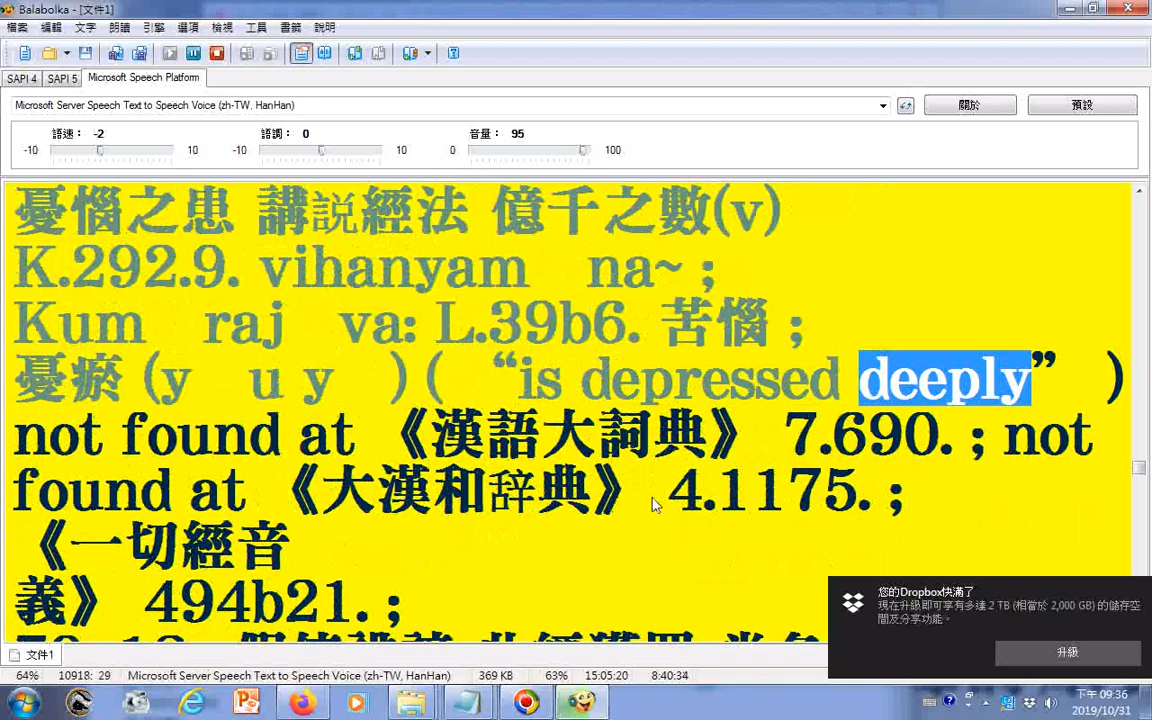 Balabolka - [文件1]
檔案 編輯 文字 朗讀 引擎 選項 檢視 工具 書籤 說明
SAPI 4 SAPI 5 Microsoft Speech Platform
Microsoft Server Speech Text to Speech Voice (zh-TW, HanHan) 關於 預設
語速： -2 語調： 0 音量： 95
-10 10 -10 10 0 100
憂惱之患 講説經法 億千之數(v)
K.292.9. vihanyam na~ ;
Kum raj va: L.39b6. 苦惱 ;
憂瘀 (y u y )( “is depressed deeply” )
not found at 《漢語大詞典》 7.690. ; not
found at 《大漢和辞典》 4.1175. ;
《一切經音
義》 494b21. ;
您的Dropbox快滿了
現在升級即可享有多達 2 TB (相當於 2,000 GB) 的儲存空
間及分享功能。
升級
文件1
64% 10918: 29 Microsoft Server Speech Text to Speech Voice (zh-TW, HanHan) 369 KB 63% 15:05:20 8:40:34
下午 09:36
2019/10/31